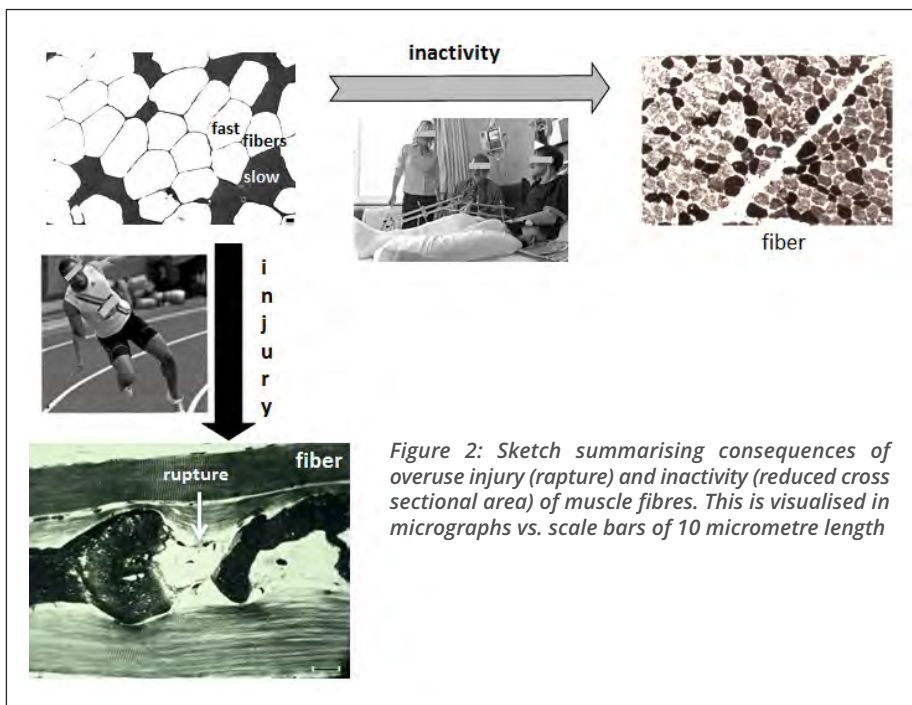 inactivity
fast
fibers
slow
fiber
i
n
j
u
r
y
fiber
rupture
Figure 2: Sketch summarising consequences of
overuse injury (rapture) and inactivity (reduced cross
sectional area) of muscle fibres. This is visualised in
micrographs vs. scale bars of 10 micrometre length